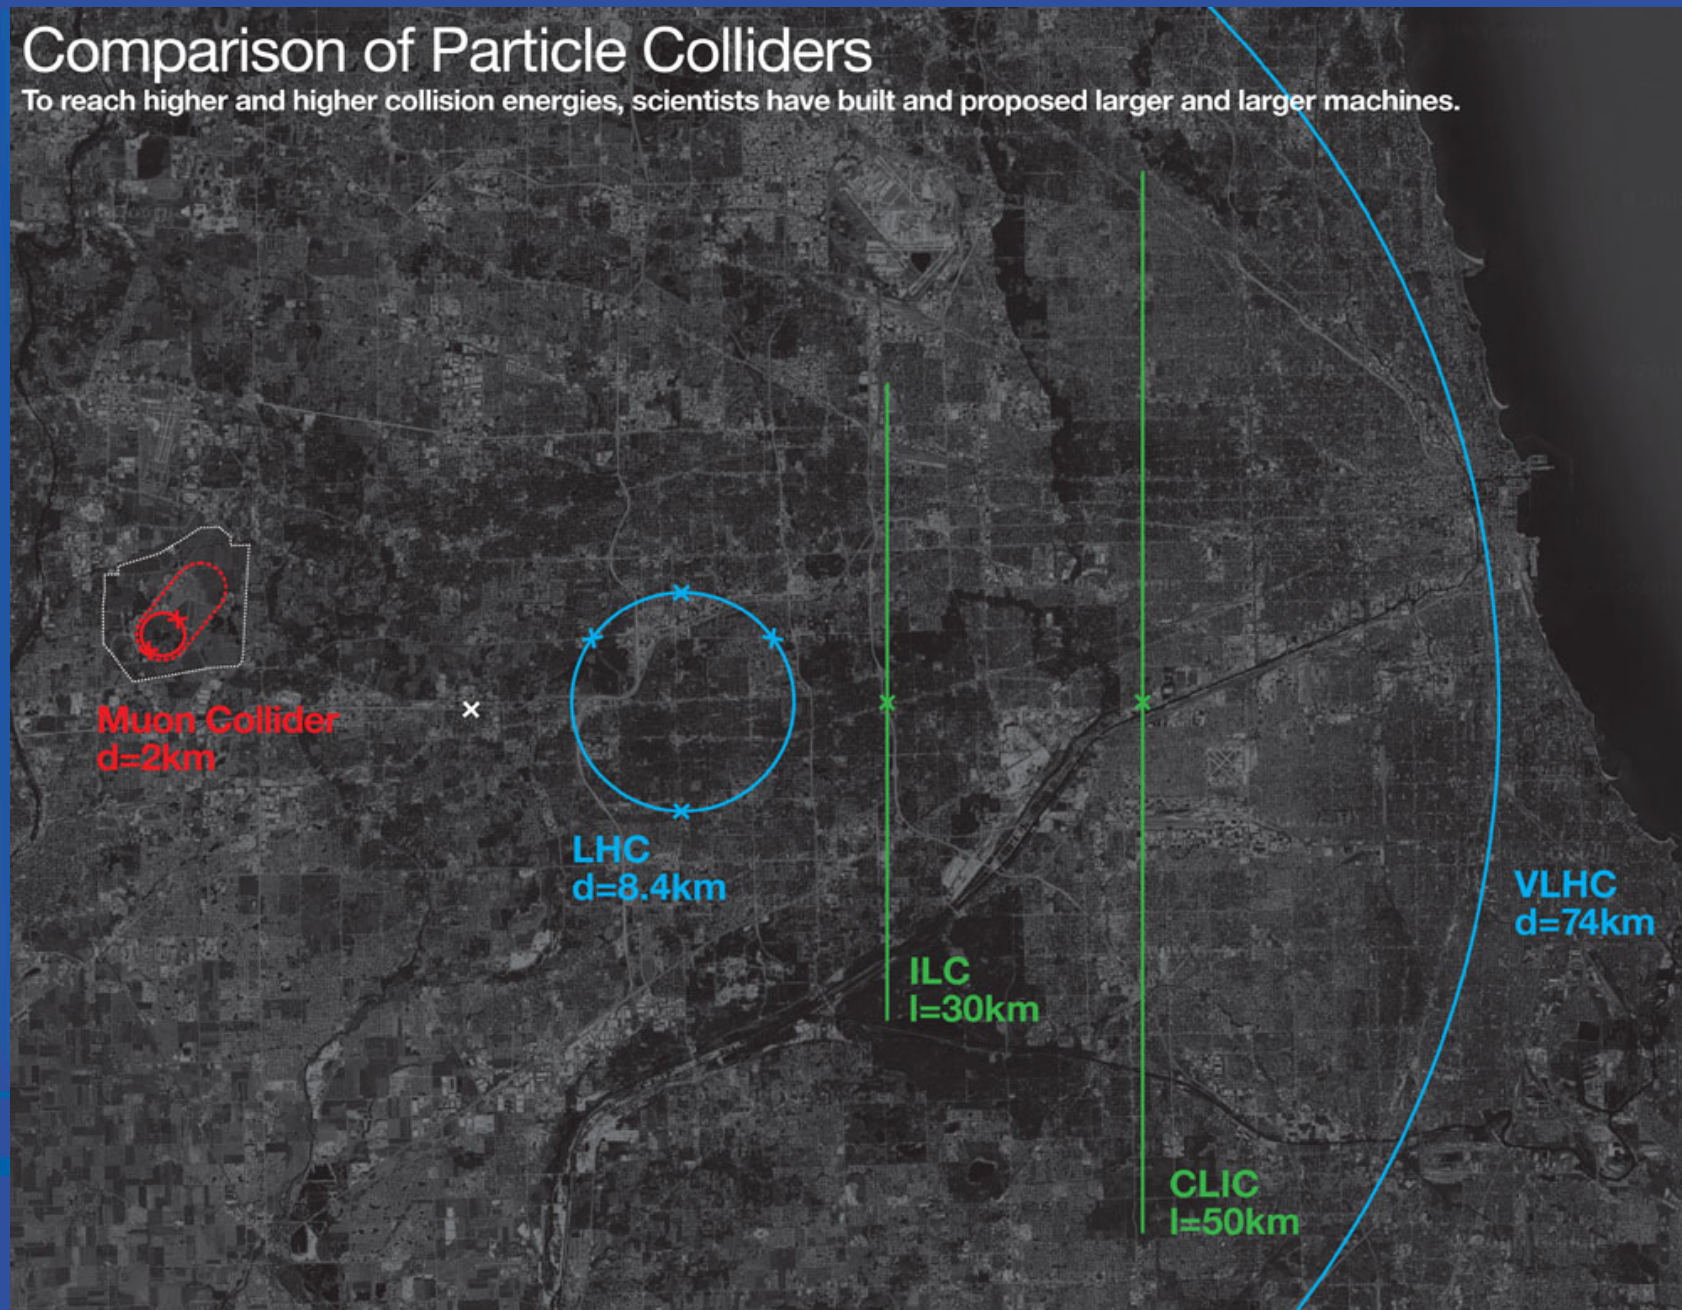 Comparison of Particle Colliders
To reach higher and higher collision energies, scientists have built and proposed larger and larger machines.
Muon Collider
d=2km
LHC
d=8.4km
VLHC
d=74km
ILC
l=30km
CLIC
l=50km